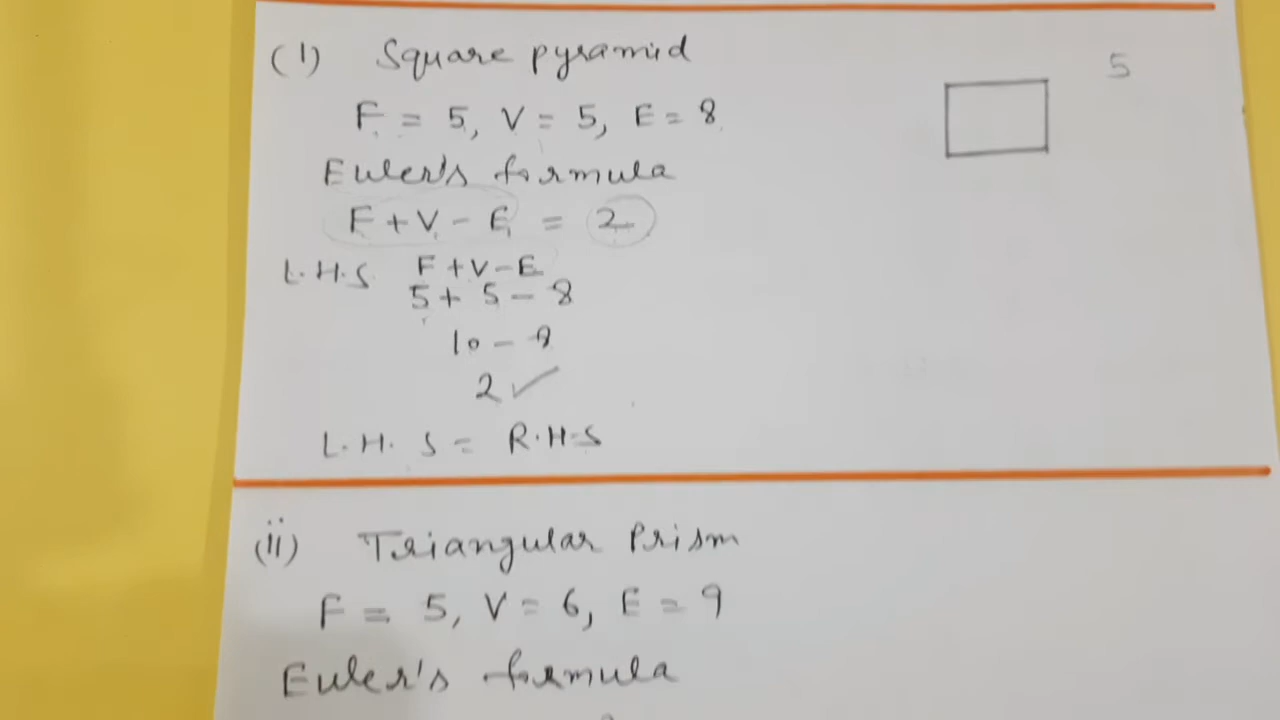 (1) Square pyramid
5
F = 5, V = 5, E = 8
Euler's formula
F + V - E = 2
L.H.S F + V - E
5 + 5 - 8
10 - 8
2 ✓
L.H.S = R.H.S
(ii) Triangular Prism
F = 5, V = 6, E = 9
Euler's formula